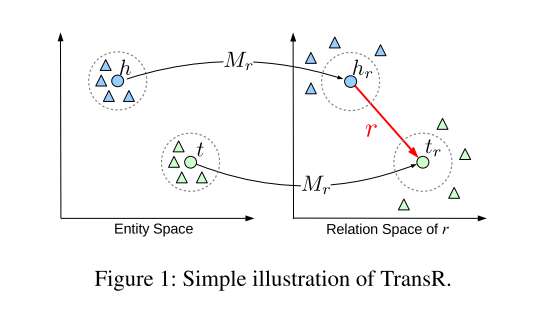 h
M_r
h_r
r
t
t_r
M_r
Entity Space
Relation Space of r
Figure 1: Simple illustration of TransR.